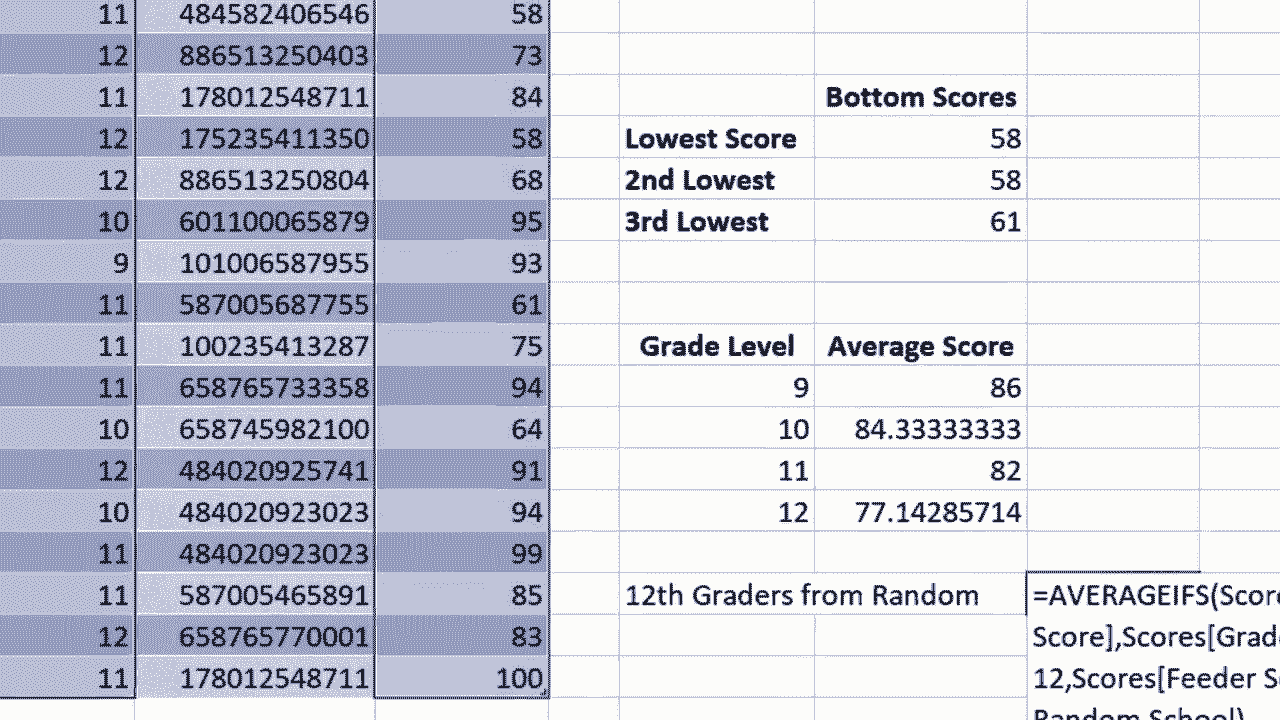 11 484582406546 58
12 886513250403 73
11 178012548711 84 Bottom Scores
12 175235411350 58 Lowest Score 58
12 886513250804 68 2nd Lowest 58
10 601100065879 95 3rd Lowest 61
9 101006587955 93
11 587005687755 61
11 100235413287 75 Grade Level Average Score
11 658765733358 94 9 86
10 658745982100 64 10 84.33333333
12 484020925741 91 11 82
10 484020923023 94 12 77.14285714
11 484020923023 99
11 587005465891 85 12th Graders from Random =AVERAGEIFS(Score
12 658765770001 83 Score],Scores[Grade
11 178012548711 100 12,Scores[Feeder Sc
Random School)